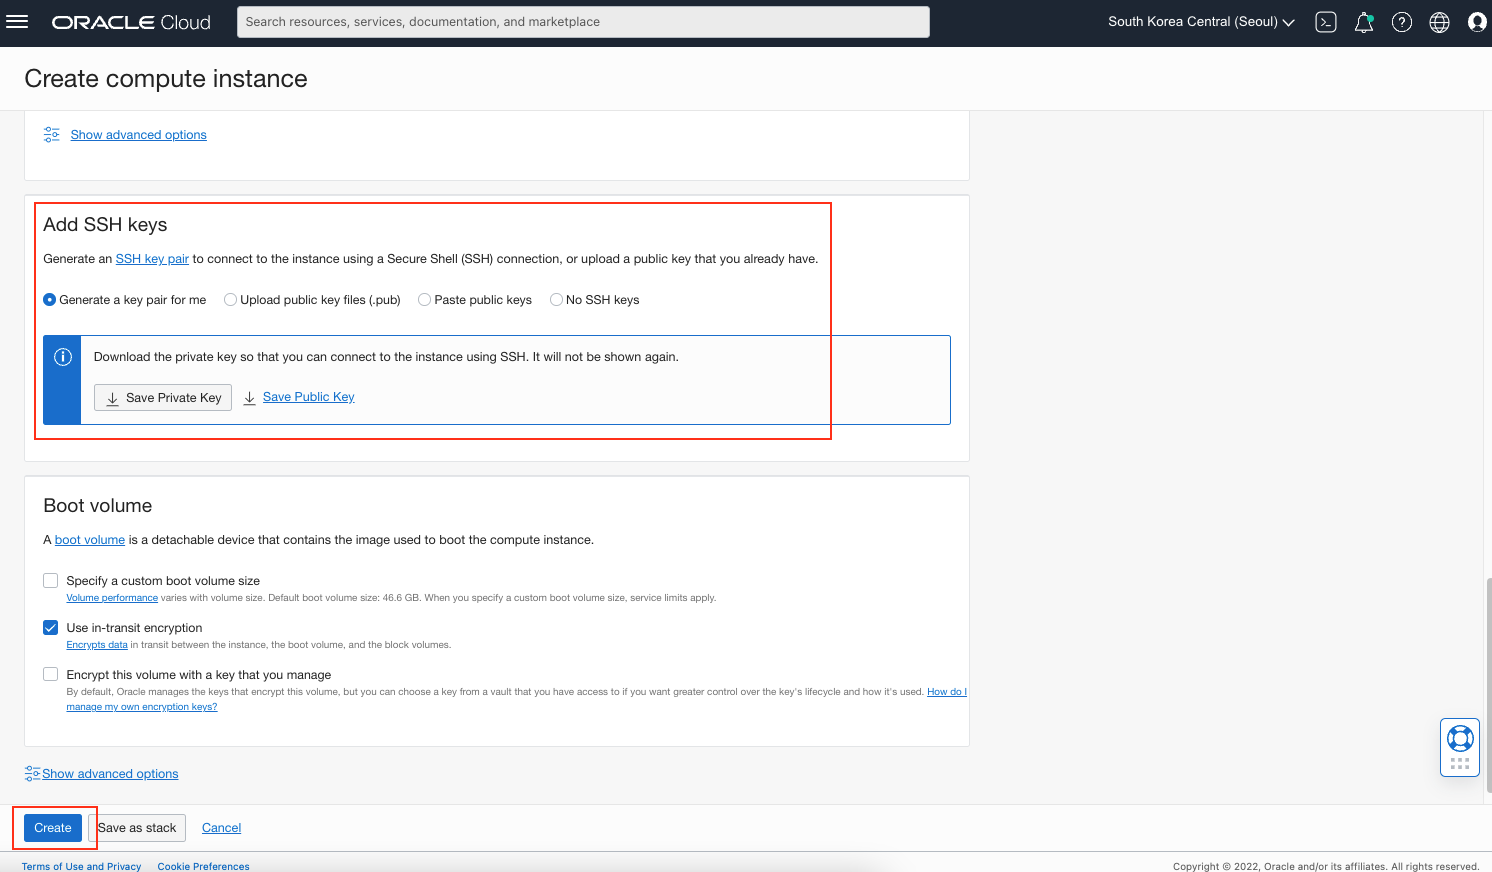 ORACLE Cloud
Search resources, services, documentation, and marketplace
South Korea Central (Seoul)
Create compute instance
Show advanced options
Add SSH keys
Generate an SSH key pair to connect to the instance using a Secure Shell (SSH) connection, or upload a public key that you already have.
Generate a key pair for me
Upload public key files (.pub)
Paste public keys
No SSH keys
Download the private key so that you can connect to the instance using SSH. It will not be shown again.
Save Private Key
Save Public Key
Boot volume
A boot volume is a detachable device that contains the image used to boot the compute instance.
Specify a custom boot volume size
Volume performance varies with volume size. Default boot volume size: 46.6 GB. When you specify a custom boot volume size, service limits apply.
Use in-transit encryption
Encrypts data in transit between the instance, the boot volume, and the block volumes.
Encrypt this volume with a key that you manage
By default, Oracle manages the keys that encrypt this volume, but you can choose a key from a vault that you have access to if you want greater control over the key's lifecycle and how it's used. How do I
manage my own encryption keys?
Show advanced options
Create
Save as stack
Cancel
Terms of Use and Privacy
Cookie Preferences
Copyright © 2022, Oracle and/or its affiliates. All rights reserved.